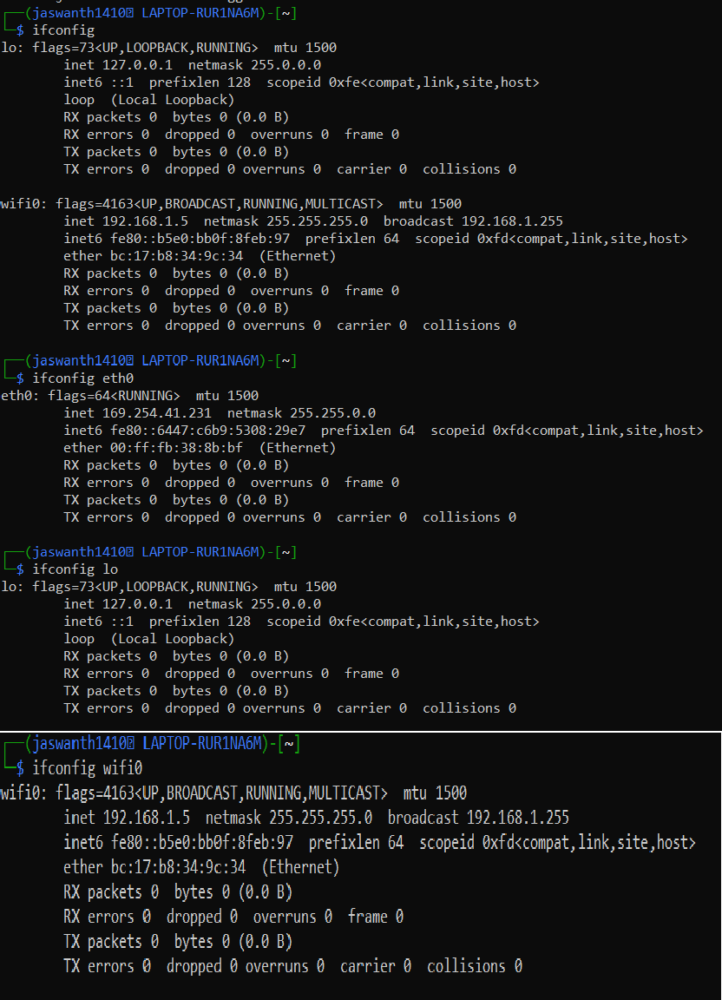 ┌──(jaswanth1410㉿ LAPTOP-RUR1NA6M)-[~]
└─$ ifconfig
lo: flags=73<UP,LOOPBACK,RUNNING>  mtu 1500
        inet 127.0.0.1  netmask 255.0.0.0
        inet6 ::1  prefixlen 128  scopeid 0xfe<compat,link,site,host>
        loop  (Local Loopback)
        RX packets 0  bytes 0 (0.0 B)
        RX errors 0  dropped 0  overruns 0  frame 0
        TX packets 0  bytes 0 (0.0 B)
        TX errors 0  dropped 0 overruns 0  carrier 0  collisions 0

wifi0: flags=4163<UP,BROADCAST,RUNNING,MULTICAST>  mtu 1500
        inet 192.168.1.5  netmask 255.255.255.0  broadcast 192.168.1.255
        inet6 fe80::b5e0:bb0f:8feb:97  prefixlen 64  scopeid 0xfd<compat,link,site,host>
        ether bc:17:b8:34:9c:34  (Ethernet)
        RX packets 0  bytes 0 (0.0 B)
        RX errors 0  dropped 0  overruns 0  frame 0
        TX packets 0  bytes 0 (0.0 B)
        TX errors 0  dropped 0 overruns 0  carrier 0  collisions 0

┌──(jaswanth1410㉿ LAPTOP-RUR1NA6M)-[~]
└─$ ifconfig eth0
eth0: flags=64<RUNNING>  mtu 1500
        inet 169.254.41.231  netmask 255.255.0.0
        inet6 fe80::6447:c6b9:5308:29e7  prefixlen 64  scopeid 0xfd<compat,link,site,host>
        ether 00:ff:fb:38:8b:bf  (Ethernet)
        RX packets 0  bytes 0 (0.0 B)
        RX errors 0  dropped 0  overruns 0  frame 0
        TX packets 0  bytes 0 (0.0 B)
        TX errors 0  dropped 0 overruns 0  carrier 0  collisions 0

┌──(jaswanth1410㉿ LAPTOP-RUR1NA6M)-[~]
└─$ ifconfig lo
lo: flags=73<UP,LOOPBACK,RUNNING>  mtu 1500
        inet 127.0.0.1  netmask 255.0.0.0
        inet6 ::1  prefixlen 128  scopeid 0xfe<compat,link,site,host>
        loop  (Local Loopback)
        RX packets 0  bytes 0 (0.0 B)
        RX errors 0  dropped 0  overruns 0  frame 0
        TX packets 0  bytes 0 (0.0 B)
        TX errors 0  dropped 0 overruns 0  carrier 0  collisions 0

┌──(jaswanth1410㉿ LAPTOP-RUR1NA6M)-[~]
└─$ ifconfig wifi0
wifi0: flags=4163<UP,BROADCAST,RUNNING,MULTICAST>  mtu 1500
        inet 192.168.1.5  netmask 255.255.255.0  broadcast 192.168.1.255
        inet6 fe80::b5e0:bb0f:8feb:97  prefixlen 64  scopeid 0xfd<compat,link,site,host>
        ether bc:17:b8:34:9c:34  (Ethernet)
        RX packets 0  bytes 0 (0.0 B)
        RX errors 0  dropped 0  overruns 0  frame 0
        TX packets 0  bytes 0 (0.0 B)
        TX errors 0  dropped 0 overruns 0  carrier 0  collisions 0